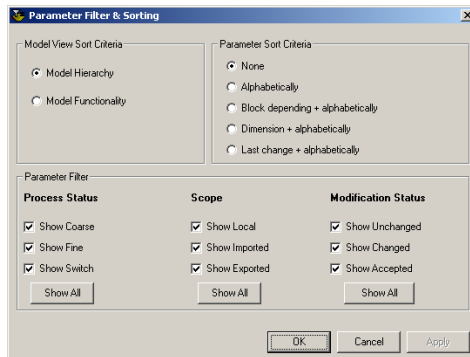 Parameter Filter & Sorting
Model View Sort Criteria
Model Hierarchy
Model Functionality
Parameter Sort Criteria
None
Alphabetically
Block depending + alphabetically
Dimension + alphabetically
Last change + alphabetically
Parameter Filter
Process Status Scope Modification Status
Show Coarse Show Local Show Unchanged
Show Fine Show Imported Show Changed
Show Switch Show Exported Show Accepted
Show All Show All Show All
OK Cancel Apply